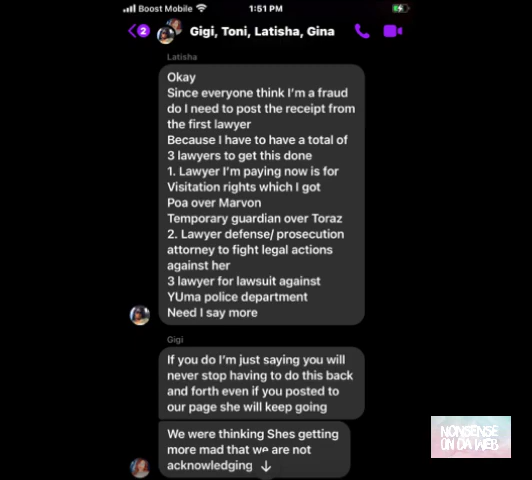 Boost Mobile
1:51 PM
2
Gigi, Toni, Latisha, Gina
Latisha
Okay
Since everyone think I'm a fraud
do I need to post the receipt from
the first lawyer
Because I have to have a total of
3 lawyers to get this done
1. Lawyer I'm paying now is for
Visitation rights which I got
Poa over Marvon
Temporary guardian over Toraz
2. Lawyer defense/ prosecution
attorney to fight legal actions
against her
3 lawyer for lawsuit against
YUma police department
Need I say more
Gigi
If you do I'm just saying you will
never stop having to do this back
and forth even if you posted to
our page she will keep going
We were thinking Shes getting
more mad that we are not
acknowledging
NONSENSE
ON DA WEB